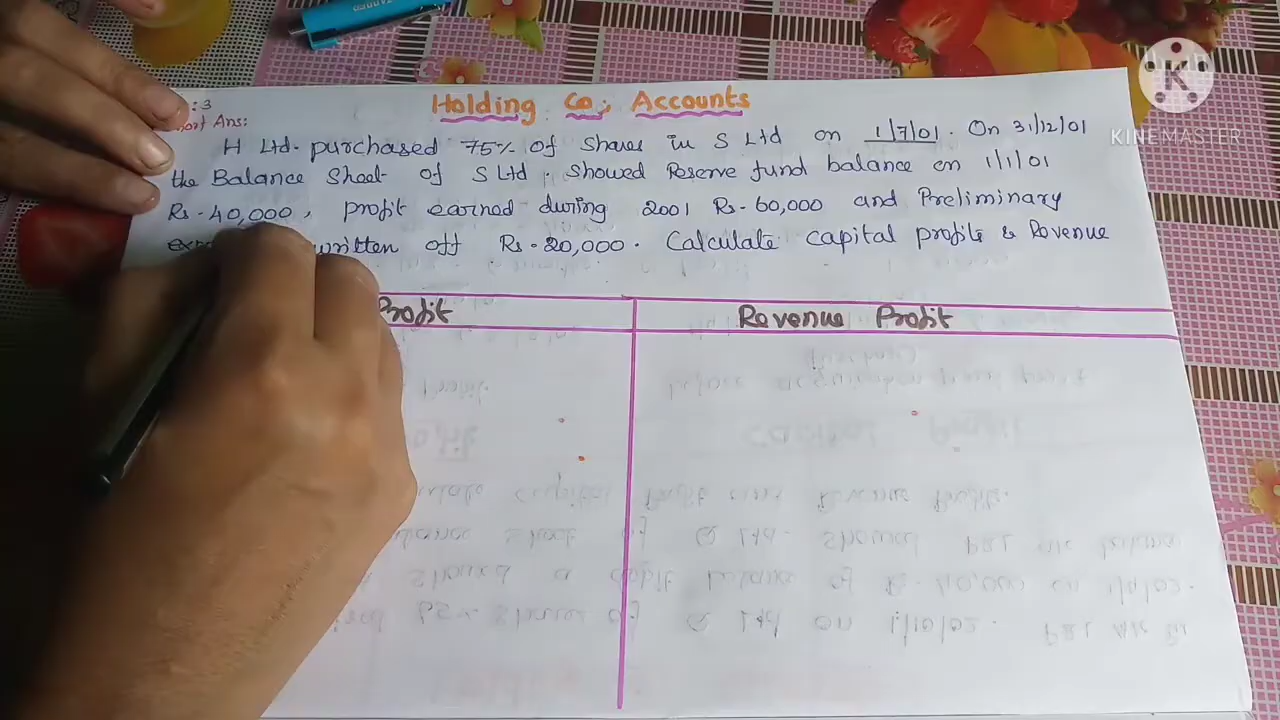 : 3
Holding Co; Accounts
Short Ans:
H Ltd. purchased 75% of shares in S Ltd on 1/7/01. On 31/12/01
the Balance Sheet of S Ltd. showed Reserve fund balance on 1/1/01
Rs. 40,000, profit earned during 2001 Rs. 60,000 and Preliminary
written off Rs. 20,000. Calculate capital profits & Revenue
Profit
Revenue Profit
KINEMASTER